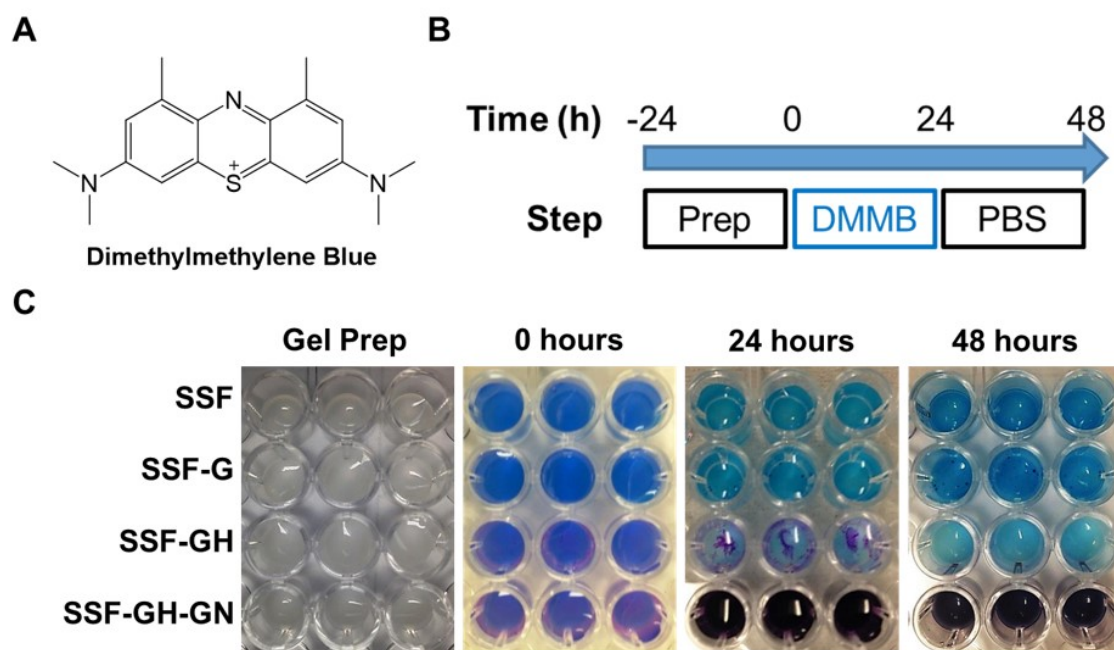 A
N
S
+
N
N
Dimethylmethylene Blue
B
Time (h) -24 0 24 48
Step Prep DMMB PBS
C
Gel Prep 0 hours 24 hours 48 hours
SSF
SSF-G
SSF-GH
SSF-GH-GN